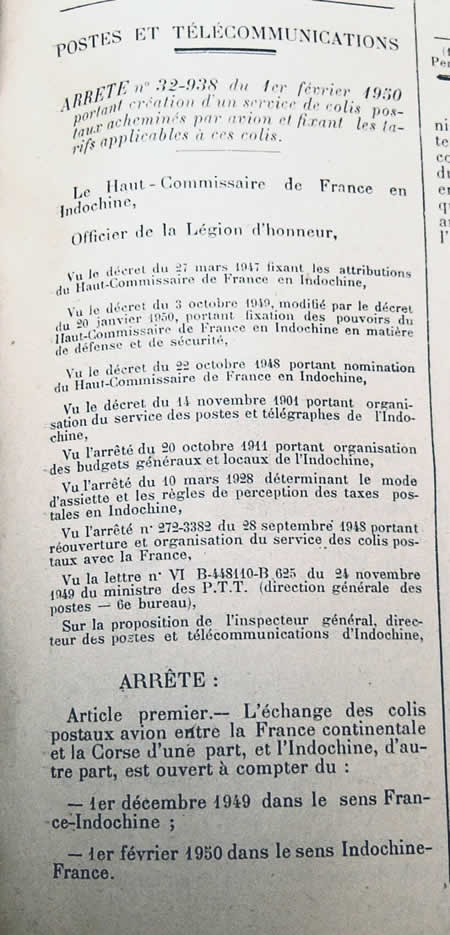 POSTES ET TÉLÉCOMMUNICATIONS
ARRETE n° 32-938 du 1er février 1950
portant création d'un service de colis pos-
taux acheminés par avion et fixant les ta-
rifs applicables à ces colis.
Le Haut-Commissaire de France en
Indochine,
Officier de la Légion d'honneur,
Vu le décret du 27 mars 1947 fixant les attributions
du Haut-Commissaire de France en Indochine,
Vu le décret du 3 octobre 1949, modifié par le décret
du 20 janvier 1950, portant fixation des pouvoirs du
Haut-Commissaire de France en Indochine en matière
de défense et de sécurité,
Vu le décret du 22 octobre 1948 portant nomination
du Haut-Commissaire de France en Indochine,
Vu le décret du 14 novembre 1901 portant organi-
sation du service des postes et télégraphes de l'Indo-
chine,
Vu l'arrêté du 20 octobre 1911 portant organisation
des budgets généraux et locaux de l'Indochine,
Vu l'arrêté du 10 mars 1928 déterminant le mode
d'assiette et les règles de perception des taxes pos-
tales en Indochine,
Vu l'arrêté n° 272-3382 du 28 septembre 1948 portant
réouverture et organisation du service des colis pos-
taux avec la France,
Vu la lettre n° VI B-448110-B 625 du 24 novembre
1949 du ministre des P.T.T. (direction générale des
postes — 6e bureau),
Sur la proposition de l'inspecteur général, direc-
teur des postes et télécommunications d'Indochine,
ARRÊTE :
Article premier.— L'échange des colis
postaux avion entre la France continentale
et la Corse d'une part, et l'Indochine, d'au-
tre part, est ouvert à compter du :
— 1er décembre 1949 dans le sens Fran-
ce-Indochine ;
— 1er février 1950 dans le sens Indochine-
France.